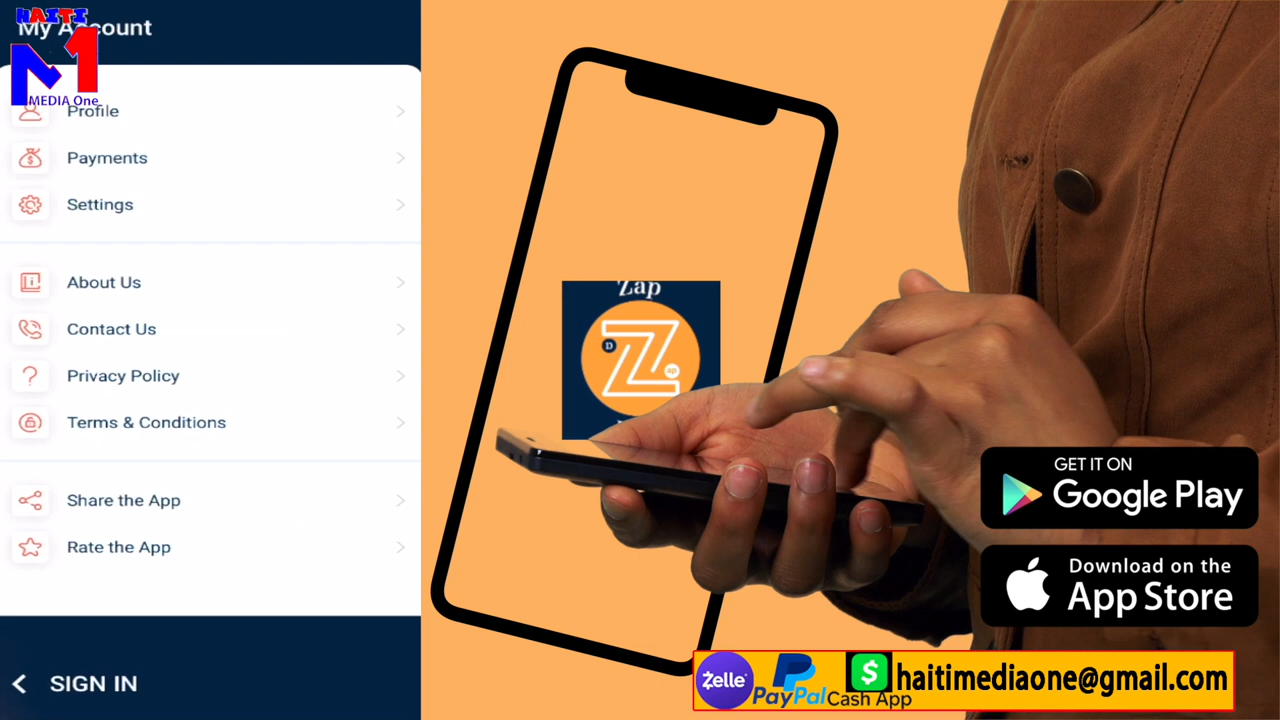 HAITI
My Account
M1
MEDIA One
Profile
Payments
Settings
About Us
Contact Us
Privacy Policy
Terms & Conditions
Share the App
Rate the App
SIGN IN
Zap
D
Z
ap
GET IT ON
Google Play
Download on the
App Store
Zelle
PayPal
$
Cash App
haitimediaone@gmail.com